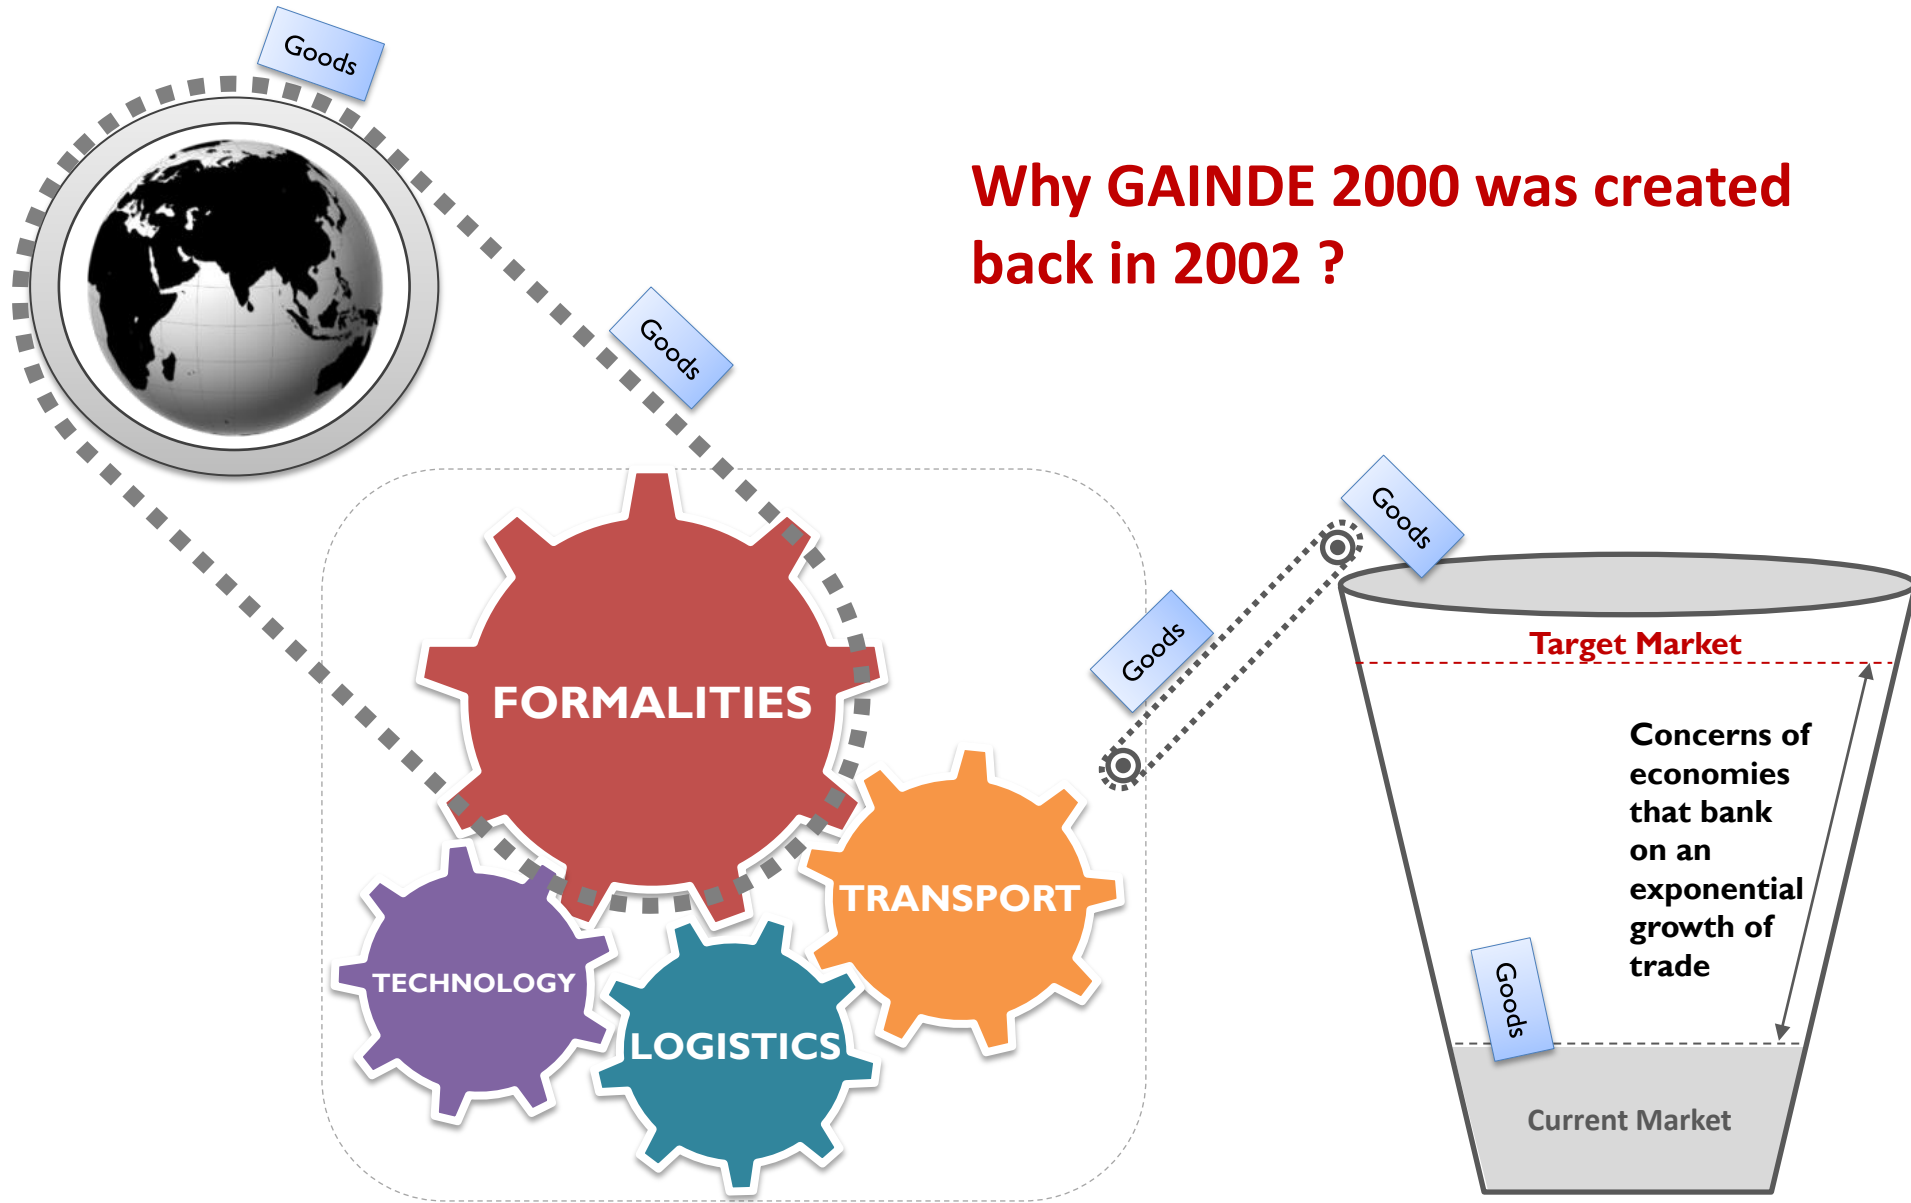 Goods
Why GAINDE 2000 was created
back in 2002 ?
Goods
Goods
Goods
Target Market
FORMALITIES
Concerns of
economies
that bank
on an
exponential
growth of
trade
TRANSPORT
TECHNOLOGY
Goods
LOGISTICS
Current Market